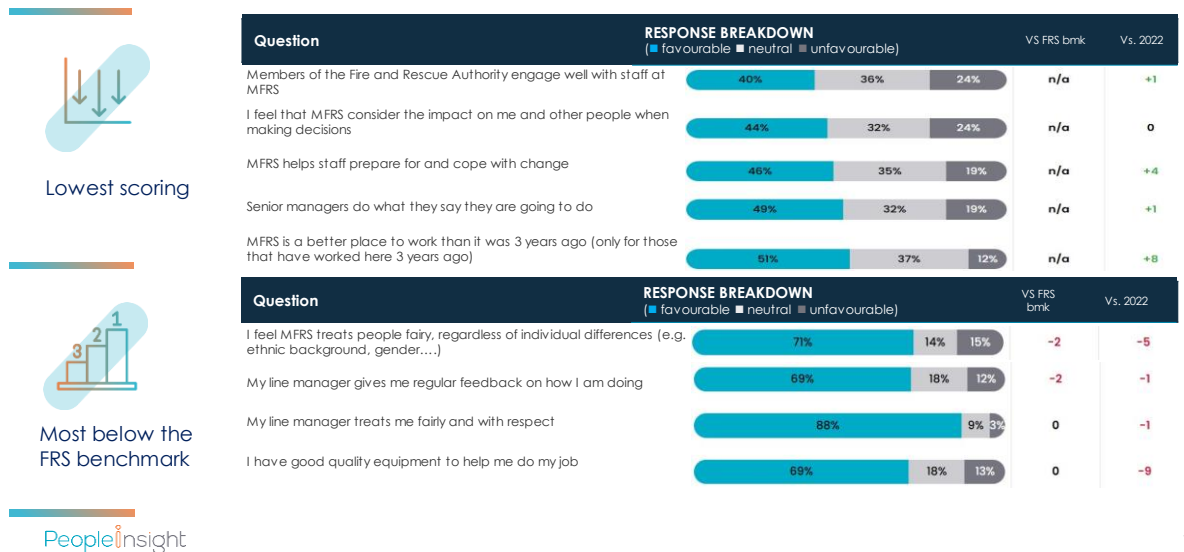 Question
RESPONSE BREAKDOWN
( favourable neutral unfavourable)
VS FRS bmk
Vs. 2022
Members of the Fire and Rescue Authority engage well with staff at
MFRS
40% 36% 24% n/a +1
I feel that MFRS consider the impact on me and other people when
making decisions
44% 32% 24% n/a 0
MFRS helps staff prepare for and cope with change
46% 35% 19% n/a +4
Lowest scoring
Senior managers do what they say they are going to do
49% 32% 19% n/a +1
MFRS is a better place to work than it was 3 years ago (only for those
that have worked here 3 years ago)
51% 37% 12% n/a +8
Question
RESPONSE BREAKDOWN
( favourable neutral unfavourable)
VS FRS
bmk
Vs. 2022
I feel MFRS treats people fairy, regardless of individual differences (e.g.
ethnic background, gender....)
71% 14% 15% -2 -5
3 2 1
My line manager gives me regular feedback on how I am doing
69% 18% 12% -2 -1
My line manager treats me fairly and with respect
88% 9% 3% 0 -1
Most below the
FRS benchmark
I have good quality equipment to help me do my job
69% 18% 13% 0 -9
PeopleInsight